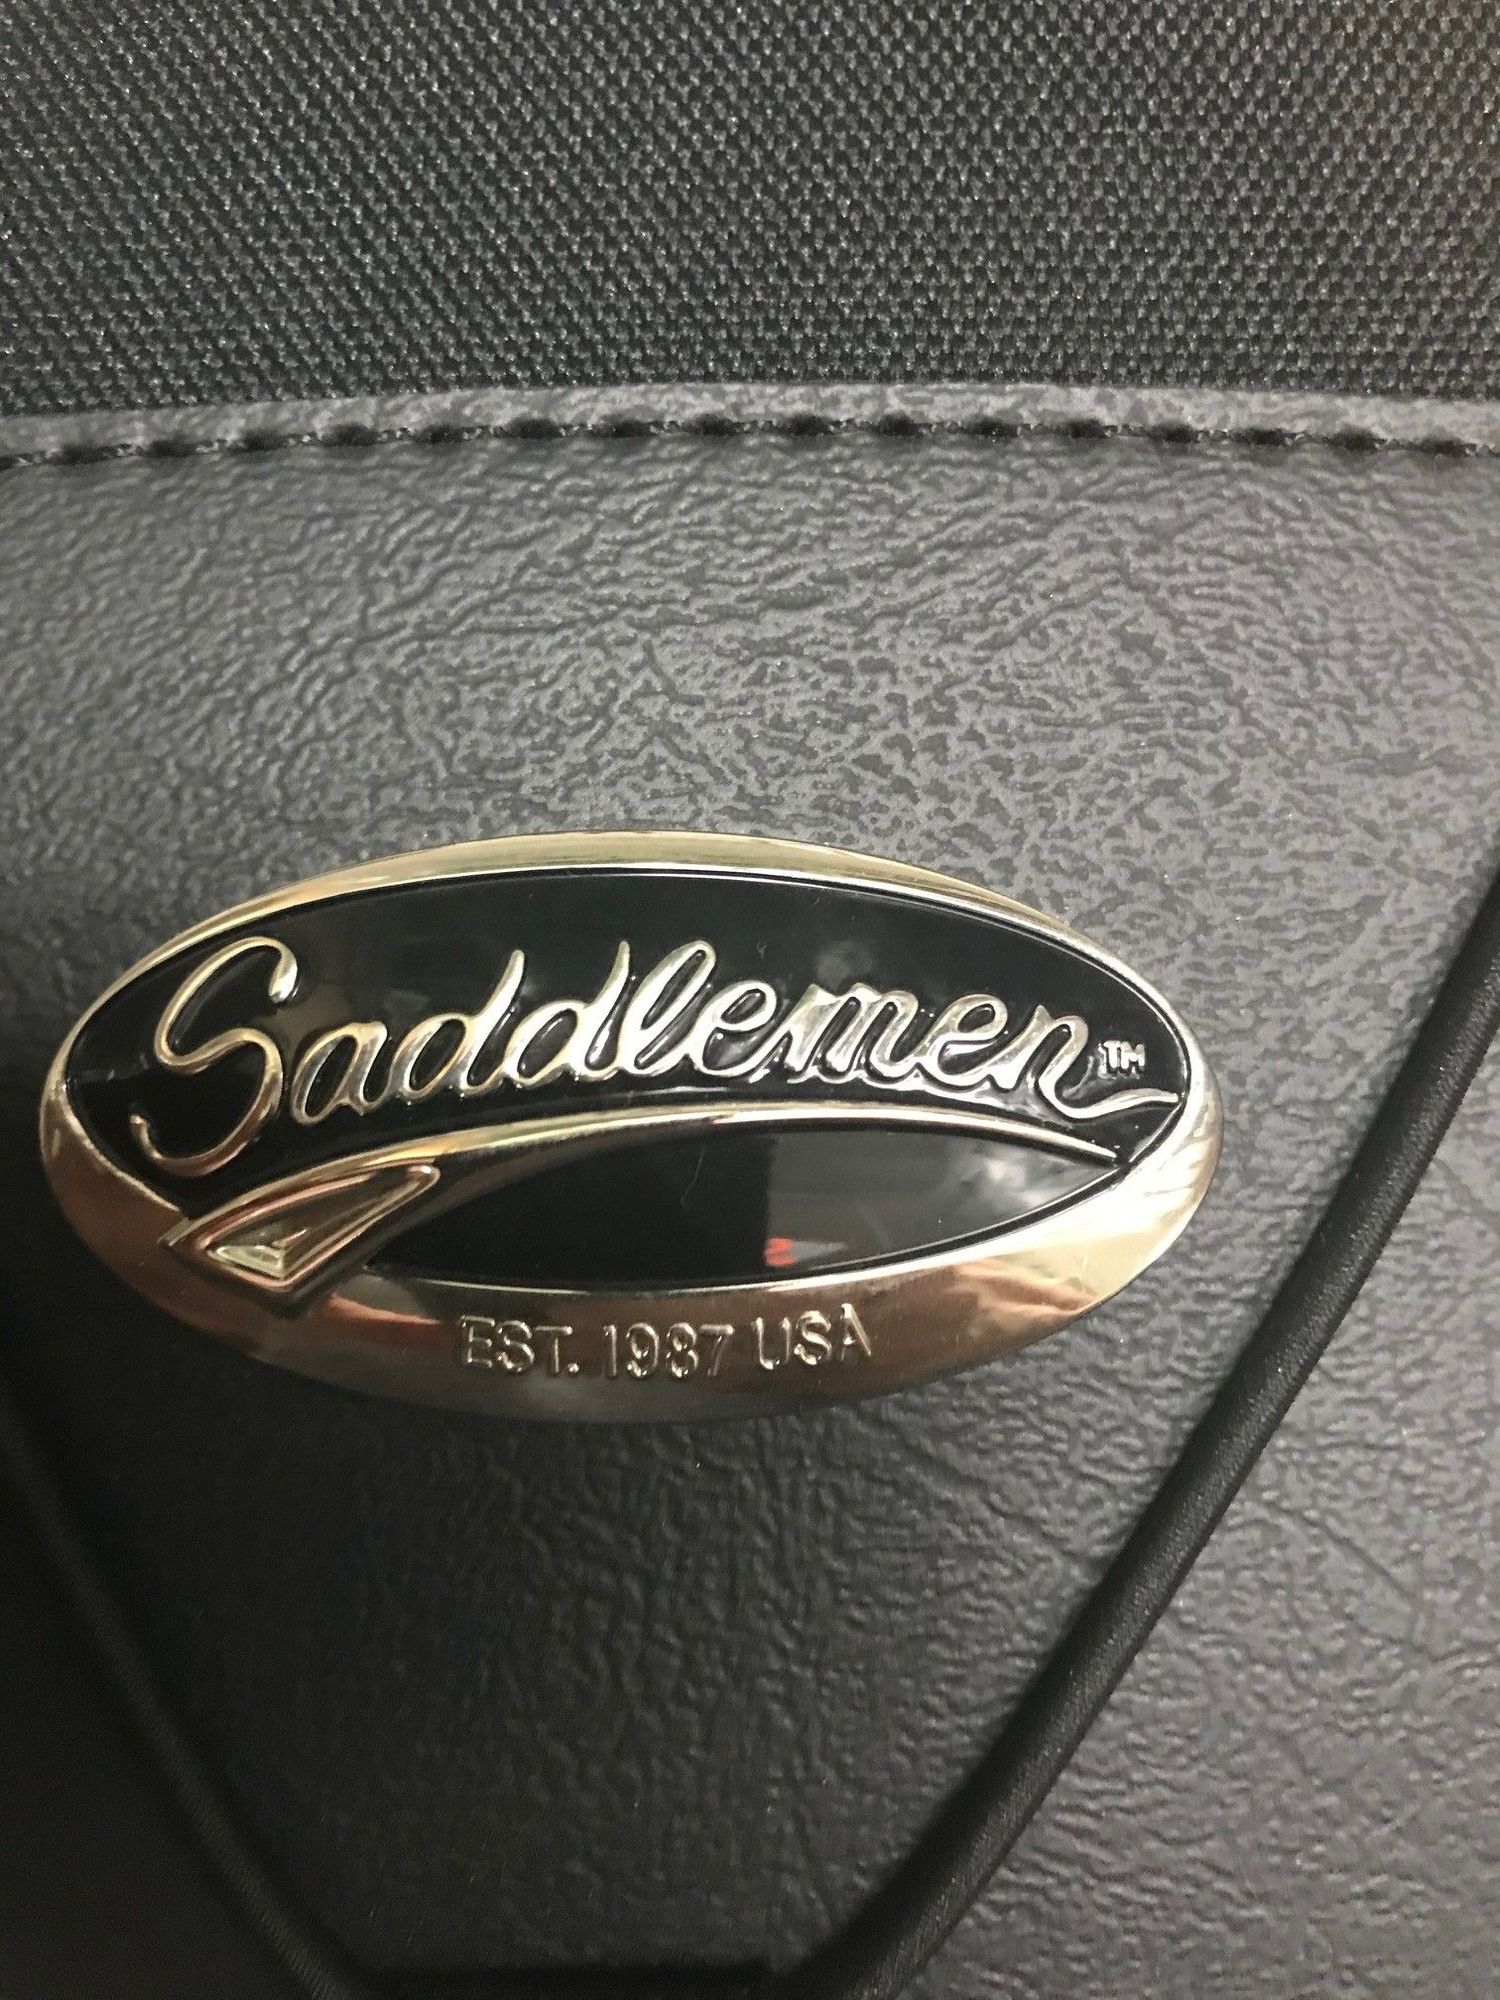 Saddlemen™
EST. 1987 USA